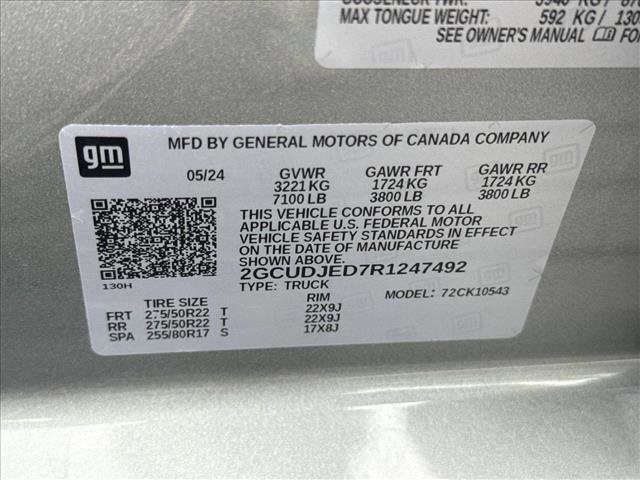 MAX TONGUE WEIGHT: 592 KG / 130
SEE OWNER'S MANUAL FO
gm
MFD BY GENERAL MOTORS OF CANADA COMPANY
05/24 GVWR GAWR FRT GAWR RR
3221 KG 1724 KG 1724 KG
7100 LB 3800 LB 3800 LB
THIS VEHICLE CONFORMS TO ALL
APPLICABLE U.S. FEDERAL MOTOR
VEHICLE SAFETY STANDARDS IN EFFECT
ON THE DATE OF MANUFACTURE SHOWN ABOVE.
2GCUDJED7R1247492
130H
TYPE: TRUCK MODEL: 72CK10543
TIRE SIZE RIM
FRT 275/50R22 T 22X9J
RR 275/50R22 T 22X9J
SPA 255/80R17 S 17X8J